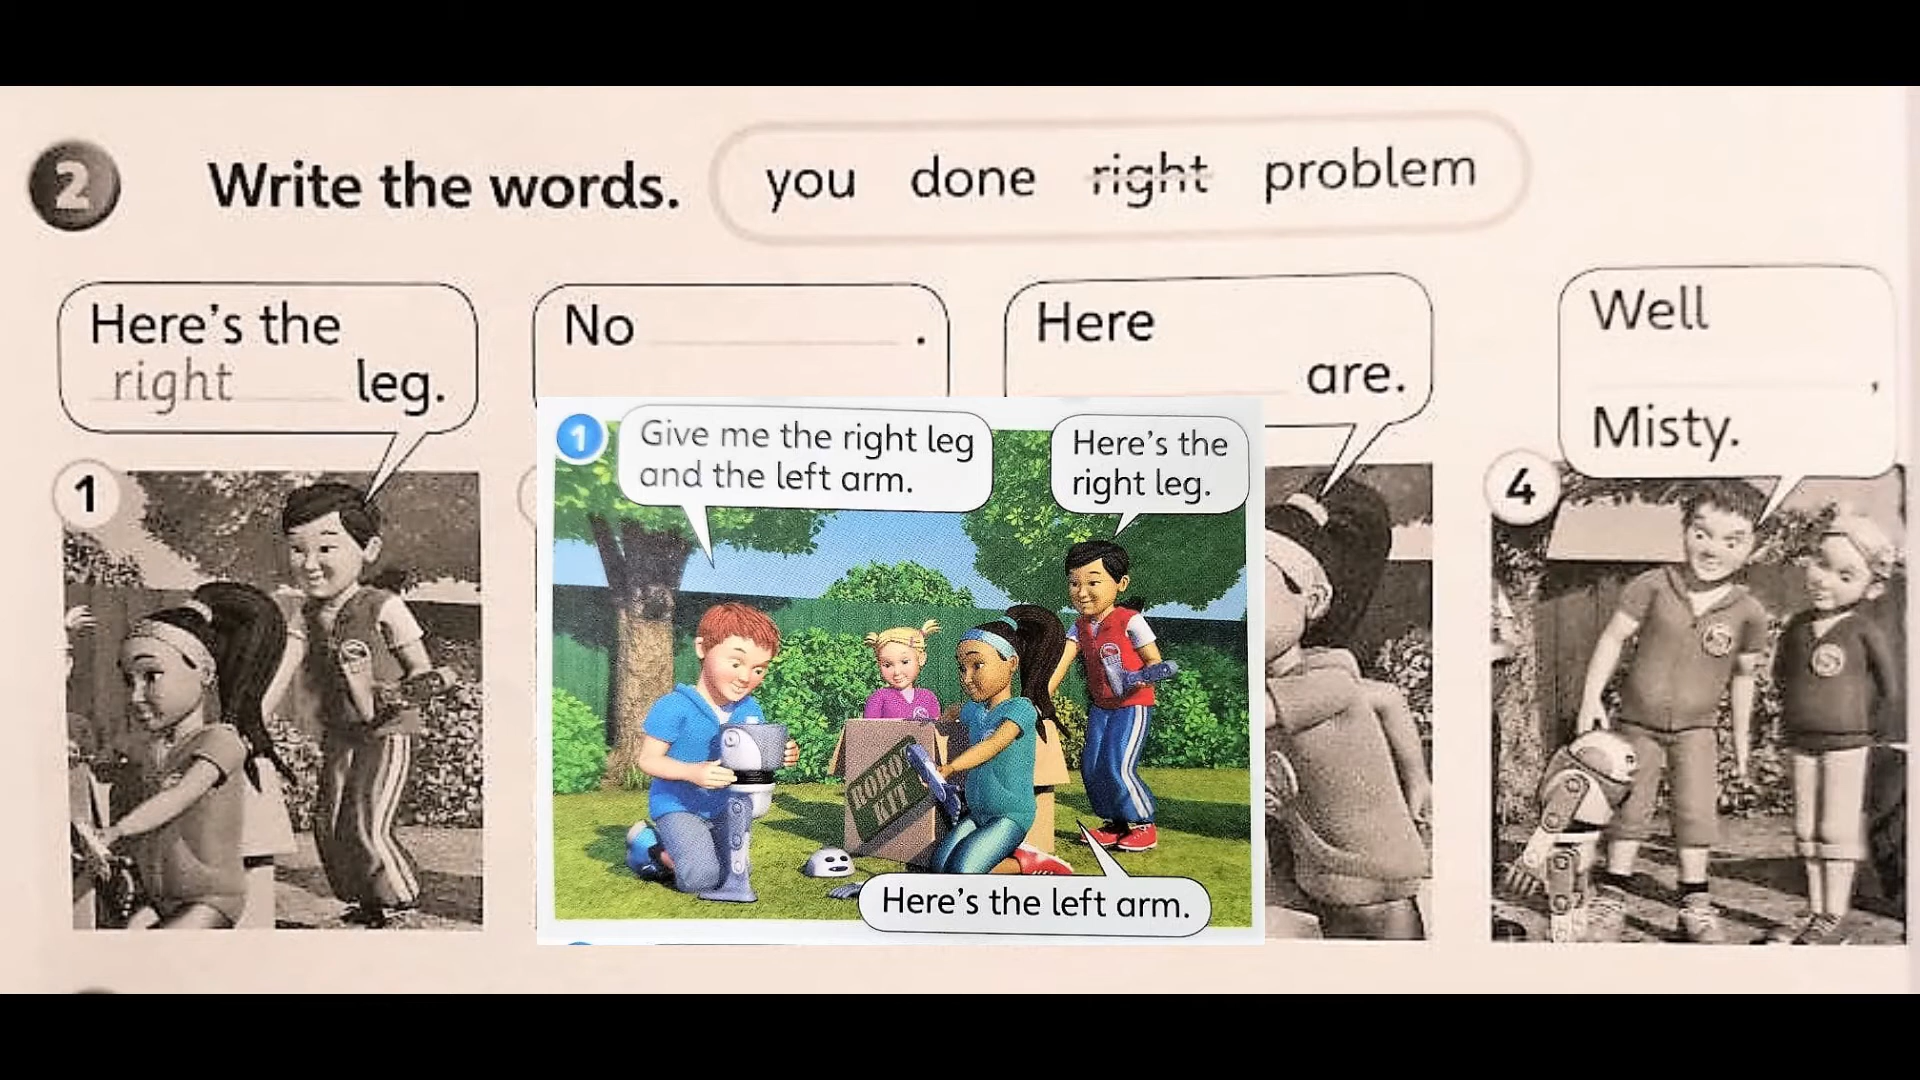 2 Write the words. you done right problem
Here's the
right leg.
No .
Here
are.
Well
,
Misty.
1
4
1
Give me the right leg
and the left arm.
Here's the
right leg.
ROBOT
KIT
Here's the left arm.